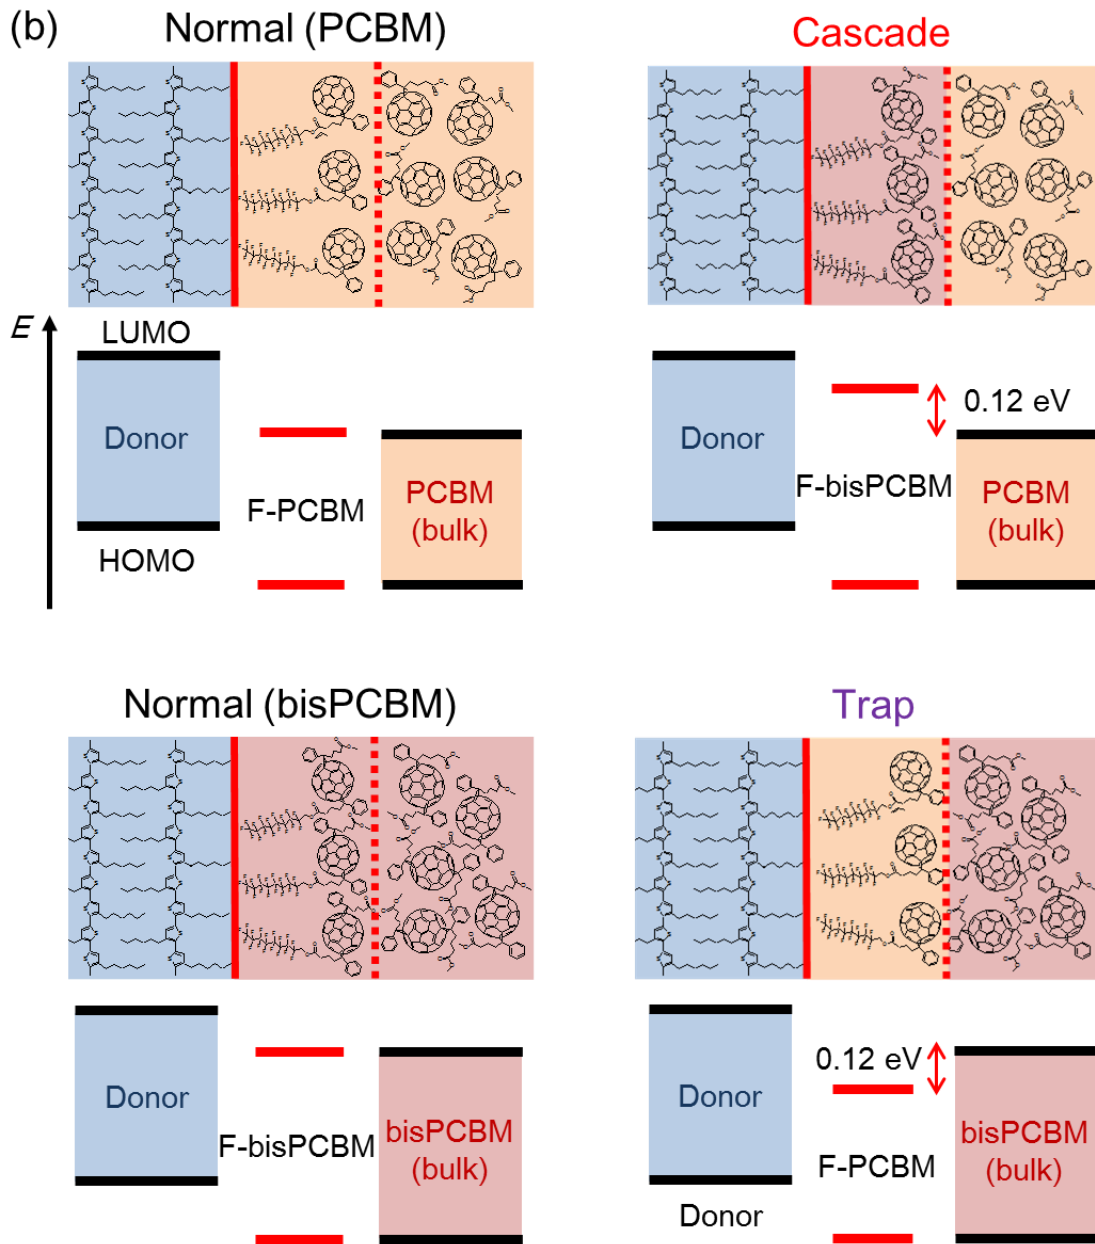 (b)
Normal (PCBM)
Cascade
E
LUMO
Donor
F-PCBM
PCBM
(bulk)
HOMO
Donor
0.12 eV
F-bisPCBM
PCBM
(bulk)
Normal (bisPCBM)
Trap
Donor
F-bisPCBM
bisPCBM
(bulk)
Donor
0.12 eV
F-PCBM
bisPCBM
(bulk)
Donor